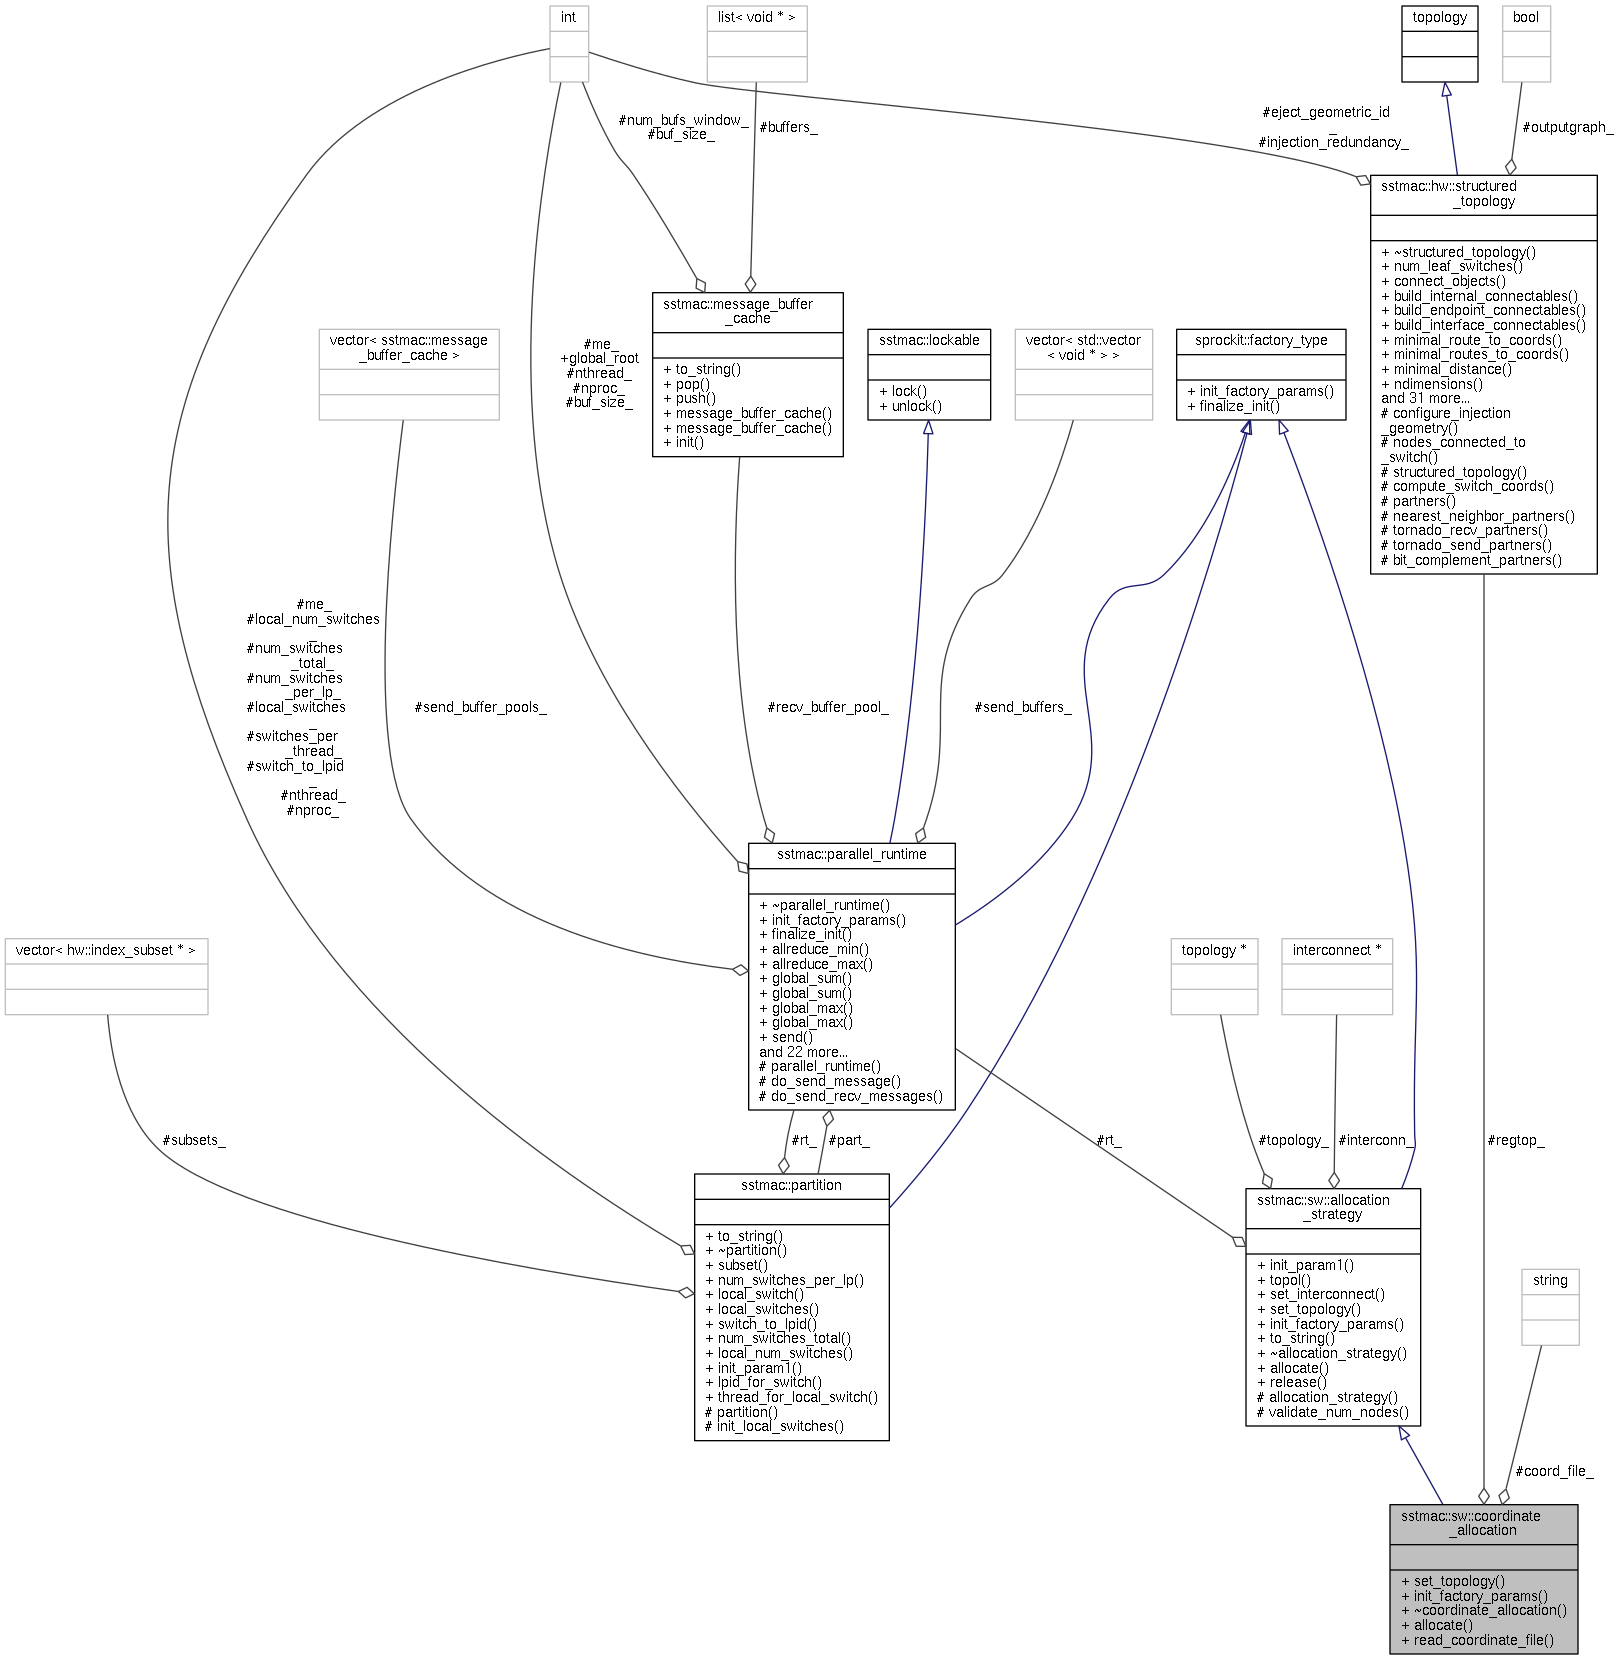 int
list< void * >
topology
bool
#eject_geometric_id
_
#injection_redundancy_
#outputgraph_
#num_bufs_window_
#buf_size_
#buffers_
sstmac::hw::structured
_topology
+ ~structured_topology()
+ num_leaf_switches()
+ connect_objects()
+ build_internal_connectables()
+ build_endpoint_connectables()
+ build_interface_connectables()
+ minimal_route_to_coords()
+ minimal_routes_to_coords()
+ minimal_distance()
+ ndimensions()
and 31 more...
# configure_injection
_geometry()
# nodes_connected_to
_switch()
# structured_topology()
# compute_switch_coords()
# partners()
# nearest_neighbor_partners()
# tornado_recv_partners()
# tornado_send_partners()
# bit_complement_partners()
sstmac::message_buffer
_cache
+ to_string()
+ pop()
+ push()
+ message_buffer_cache()
+ message_buffer_cache()
+ init()
vector< sstmac::message
_buffer_cache >
#me_
+global_root
#nthread_
#nproc_
#buf_size_
sstmac::lockable
+ lock()
+ unlock()
vector< std::vector
< void * > >
sprockit::factory_type
+ init_factory_params()
+ finalize_init()
#me_
#local_num_switches
_
#num_switches
_total_
#num_switches
_per_lp_
#local_switches
_
#switches_per
_thread_
#switch_to_lpid
_
#nthread_
#nproc_
#send_buffer_pools_
#recv_buffer_pool_
#send_buffers_
sstmac::parallel_runtime
+ ~parallel_runtime()
+ init_factory_params()
+ finalize_init()
+ allreduce_min()
+ allreduce_max()
+ global_sum()
+ global_sum()
+ global_max()
+ global_max()
+ send()
and 22 more...
# parallel_runtime()
# do_send_message()
# do_send_recv_messages()
vector< hw::index_subset * >
topology *
interconnect *
#subsets_
#rt_
#part_
#rt_
#topology_
#interconn_
#regtop_
sstmac::partition
+ to_string()
+ ~partition()
+ subset()
+ num_switches_per_lp()
+ local_switch()
+ local_switches()
+ switch_to_lpid()
+ num_switches_total()
+ local_num_switches()
+ init_param1()
+ lpid_for_switch()
+ thread_for_local_switch()
# partition()
# init_local_switches()
sstmac::sw::allocation
_strategy
+ init_param1()
+ topol()
+ set_interconnect()
+ set_topology()
+ init_factory_params()
+ to_string()
+ ~allocation_strategy()
+ allocate()
+ release()
# allocation_strategy()
# validate_num_nodes()
string
#coord_file_
sstmac::sw::coordinate
_allocation
+ set_topology()
+ init_factory_params()
+ ~coordinate_allocation()
+ allocate()
+ read_coordinate_file()